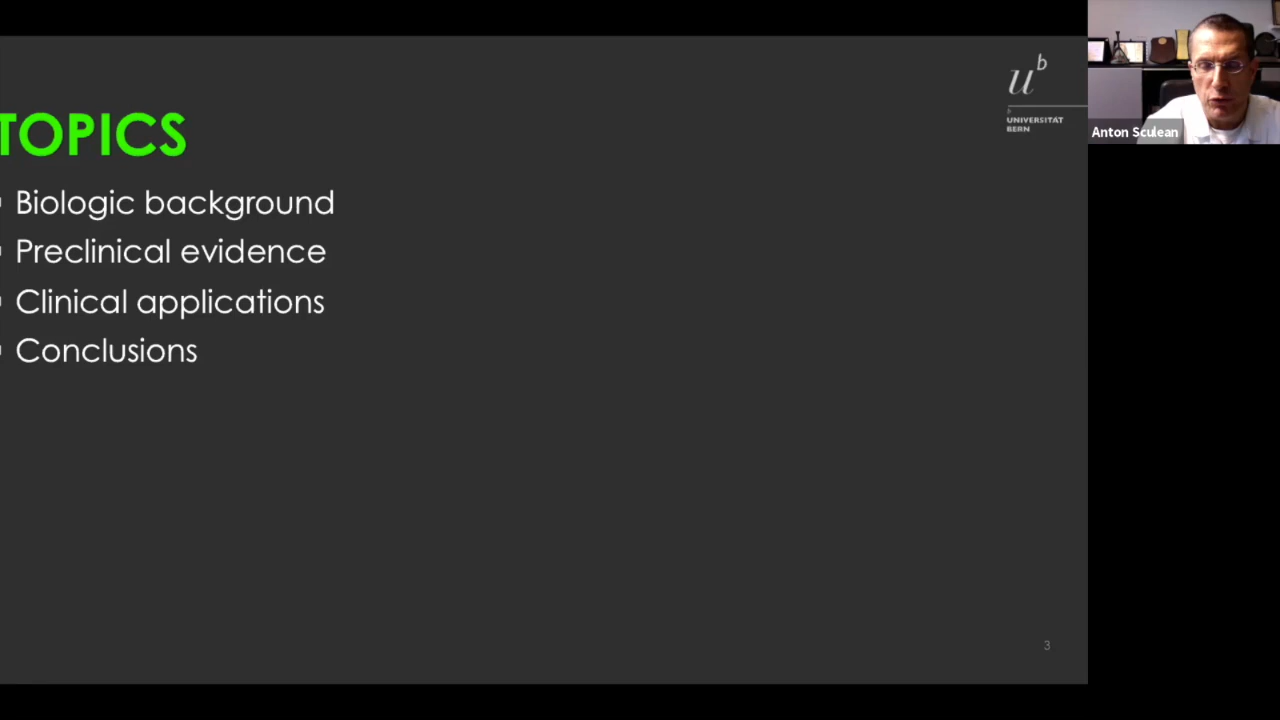 TOPICS
Biologic background
Preclinical evidence
Clinical applications
Conclusions
u
b
b
UNIVERSITÄT
BERN
Anton Sculean
3